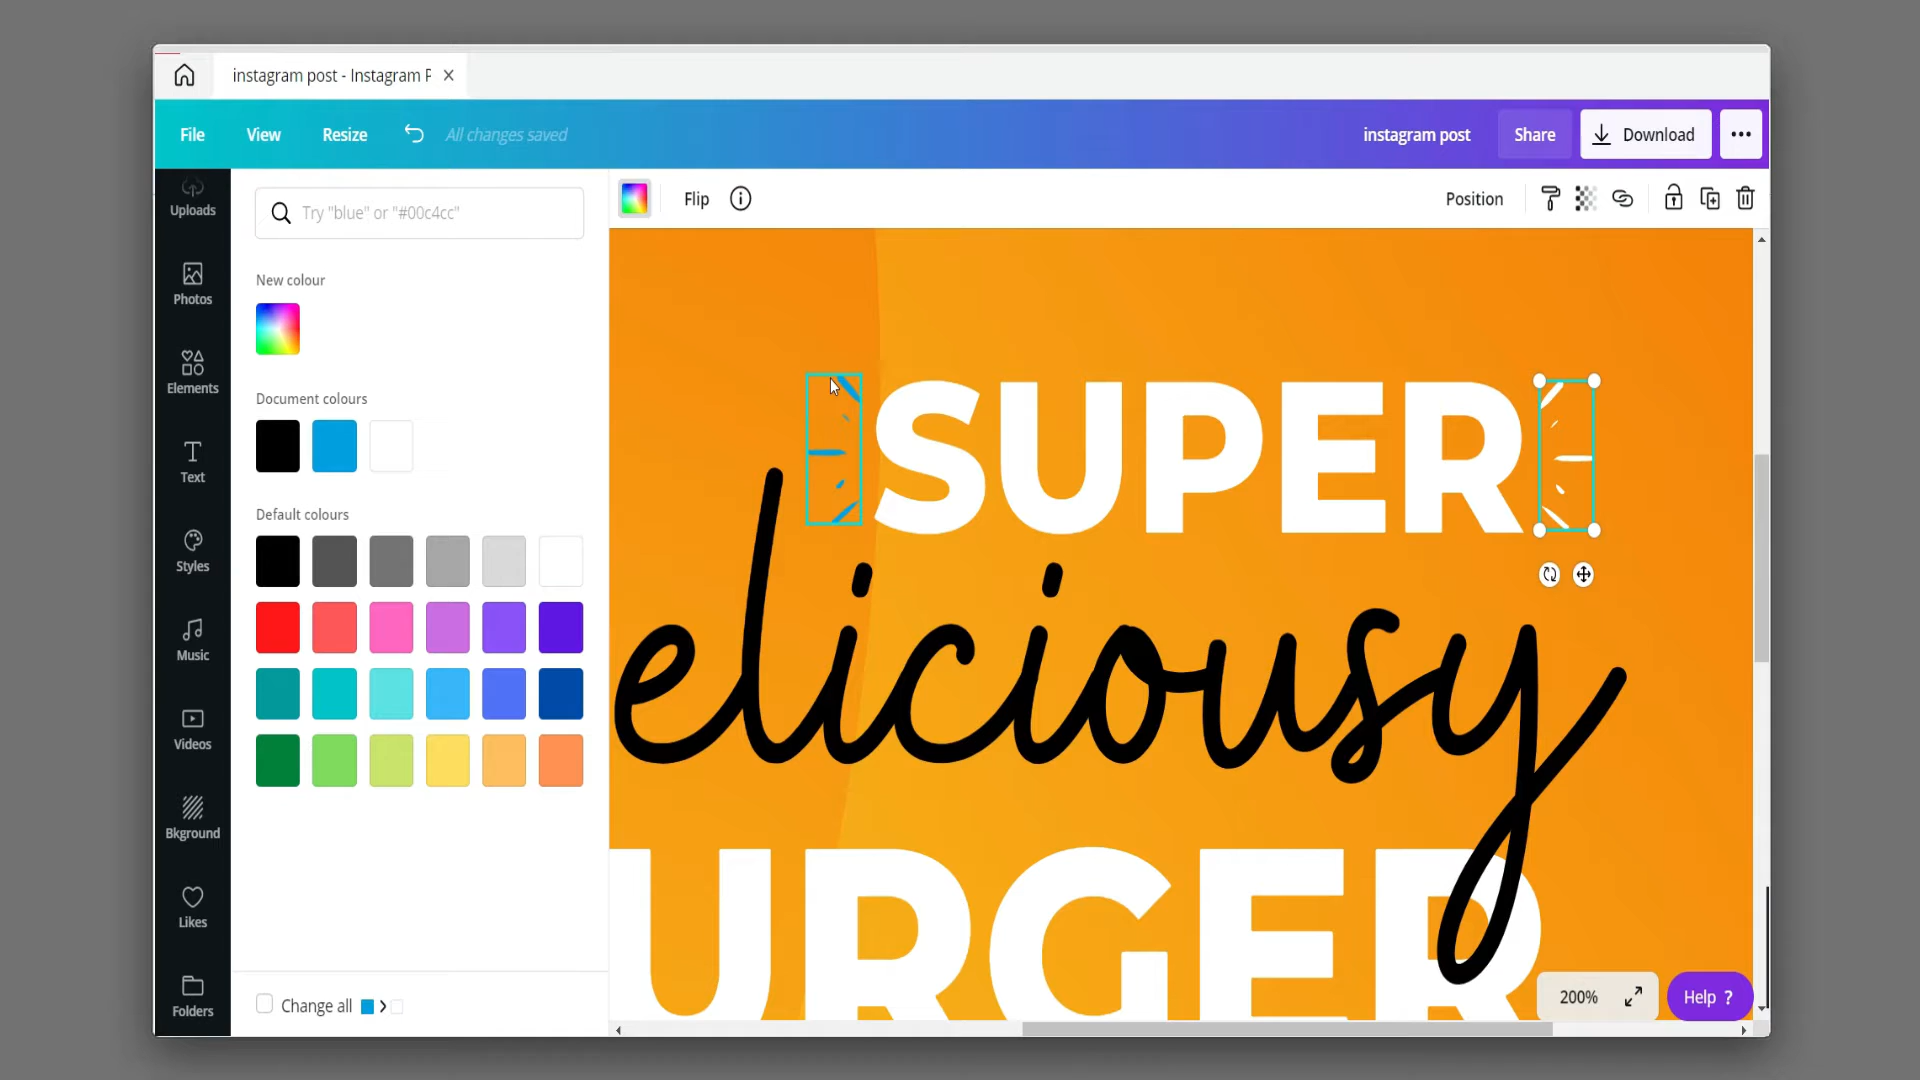 instagram post - Instagram P
File
View
Resize
All changes saved
instagram post
Share
Download
Uploads
Photos
Elements
Text
Styles
Music
Videos
Bkground
Likes
Folders
Try "blue" or "#00c4cc"
New colour
Document colours
Default colours
Change all
Flip
Position
SUPER
eliciousy
URGER
200%
Help ?